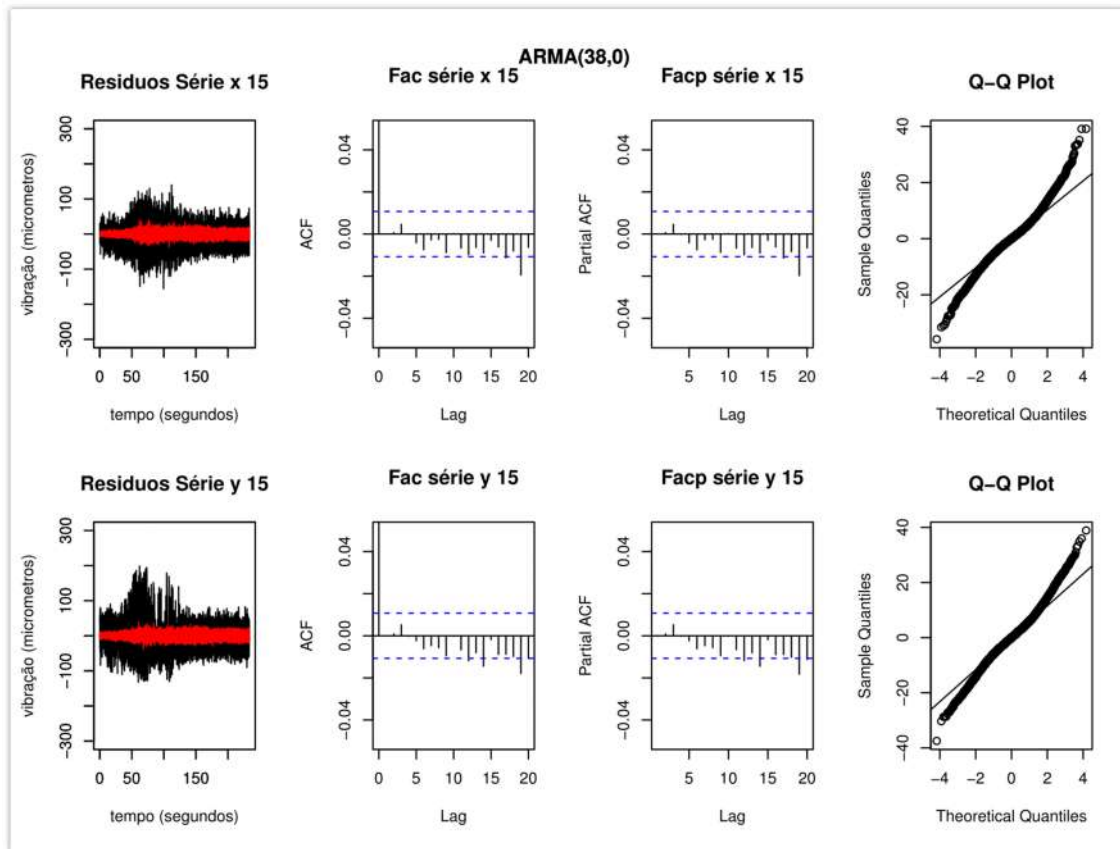 ARMA(38,0)
Residuos Série x 15
Fac série x 15
Facp série x 15
Q−Q Plot
vibração (micrometros)
300
100
−100
−300
0 50 150
tempo (segundos)
ACF
0.04
0.00
−0.04
0 5 10 15 20
Lag
Partial ACF
0.04
0.00
−0.04
5 10 15 20
Lag
Sample Quantiles
40
20
0
−20
−4 −2 0 2 4
Theoretical Quantiles
Residuos Série y 15
Fac série y 15
Facp série y 15
Q−Q Plot
vibração (micrometros)
300
100
−100
−300
0 50 150
tempo (segundos)
ACF
0.04
0.00
−0.04
0 5 10 15 20
Lag
Partial ACF
0.04
0.00
−0.04
5 10 15 20
Lag
Sample Quantiles
40
20
0
−20
−40
−4 −2 0 2 4
Theoretical Quantiles